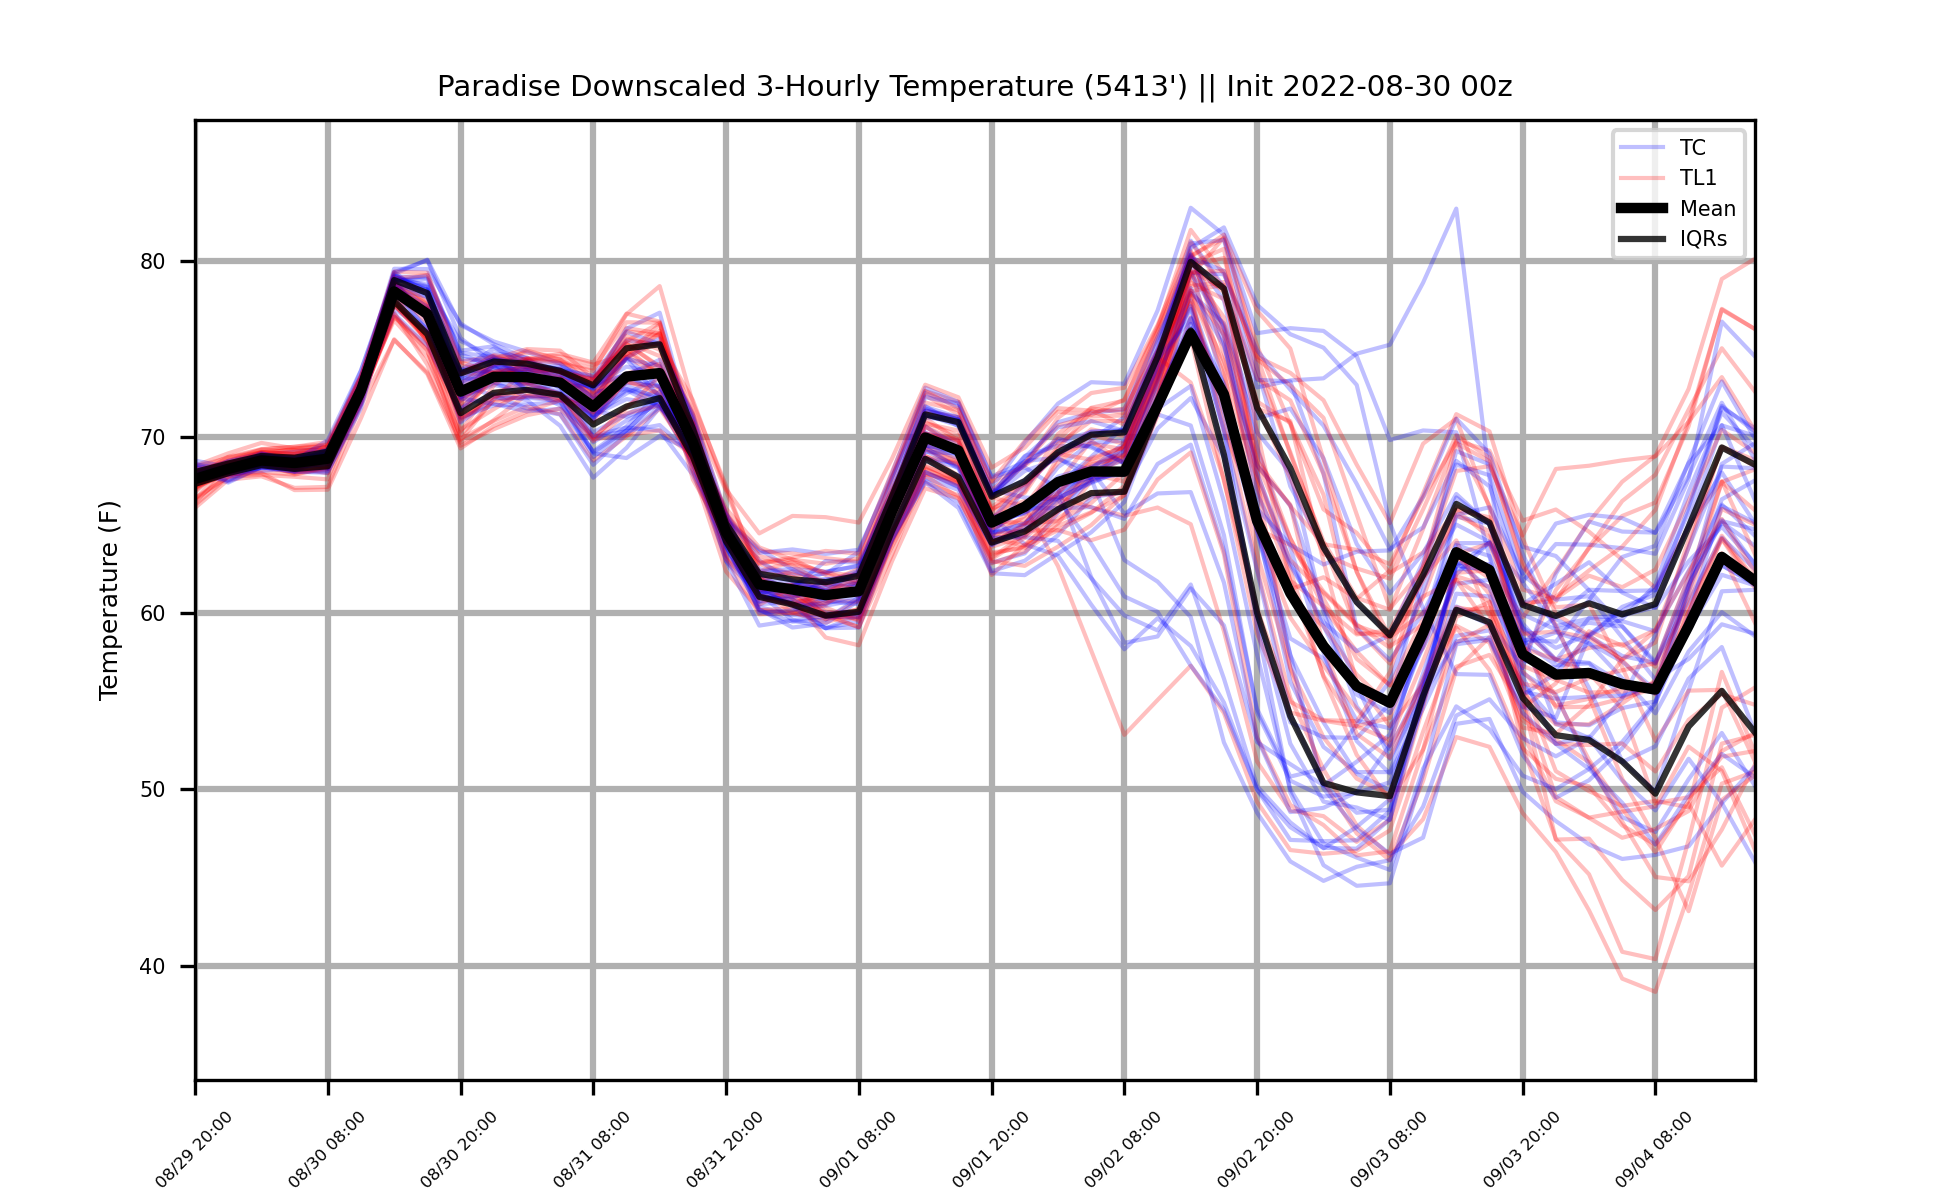 Paradise Downscaled 3-Hourly Temperature (5413') || Init 2022-08-30 00z
TC
TL1
Mean
IQRs
Temperature (F)
80
70
60
50
40
08/29 20:00
08/30 08:00
08/30 20:00
08/31 08:00
08/31 20:00
09/01 08:00
09/01 20:00
09/02 08:00
09/02 20:00
09/03 08:00
09/03 20:00
09/04 08:00